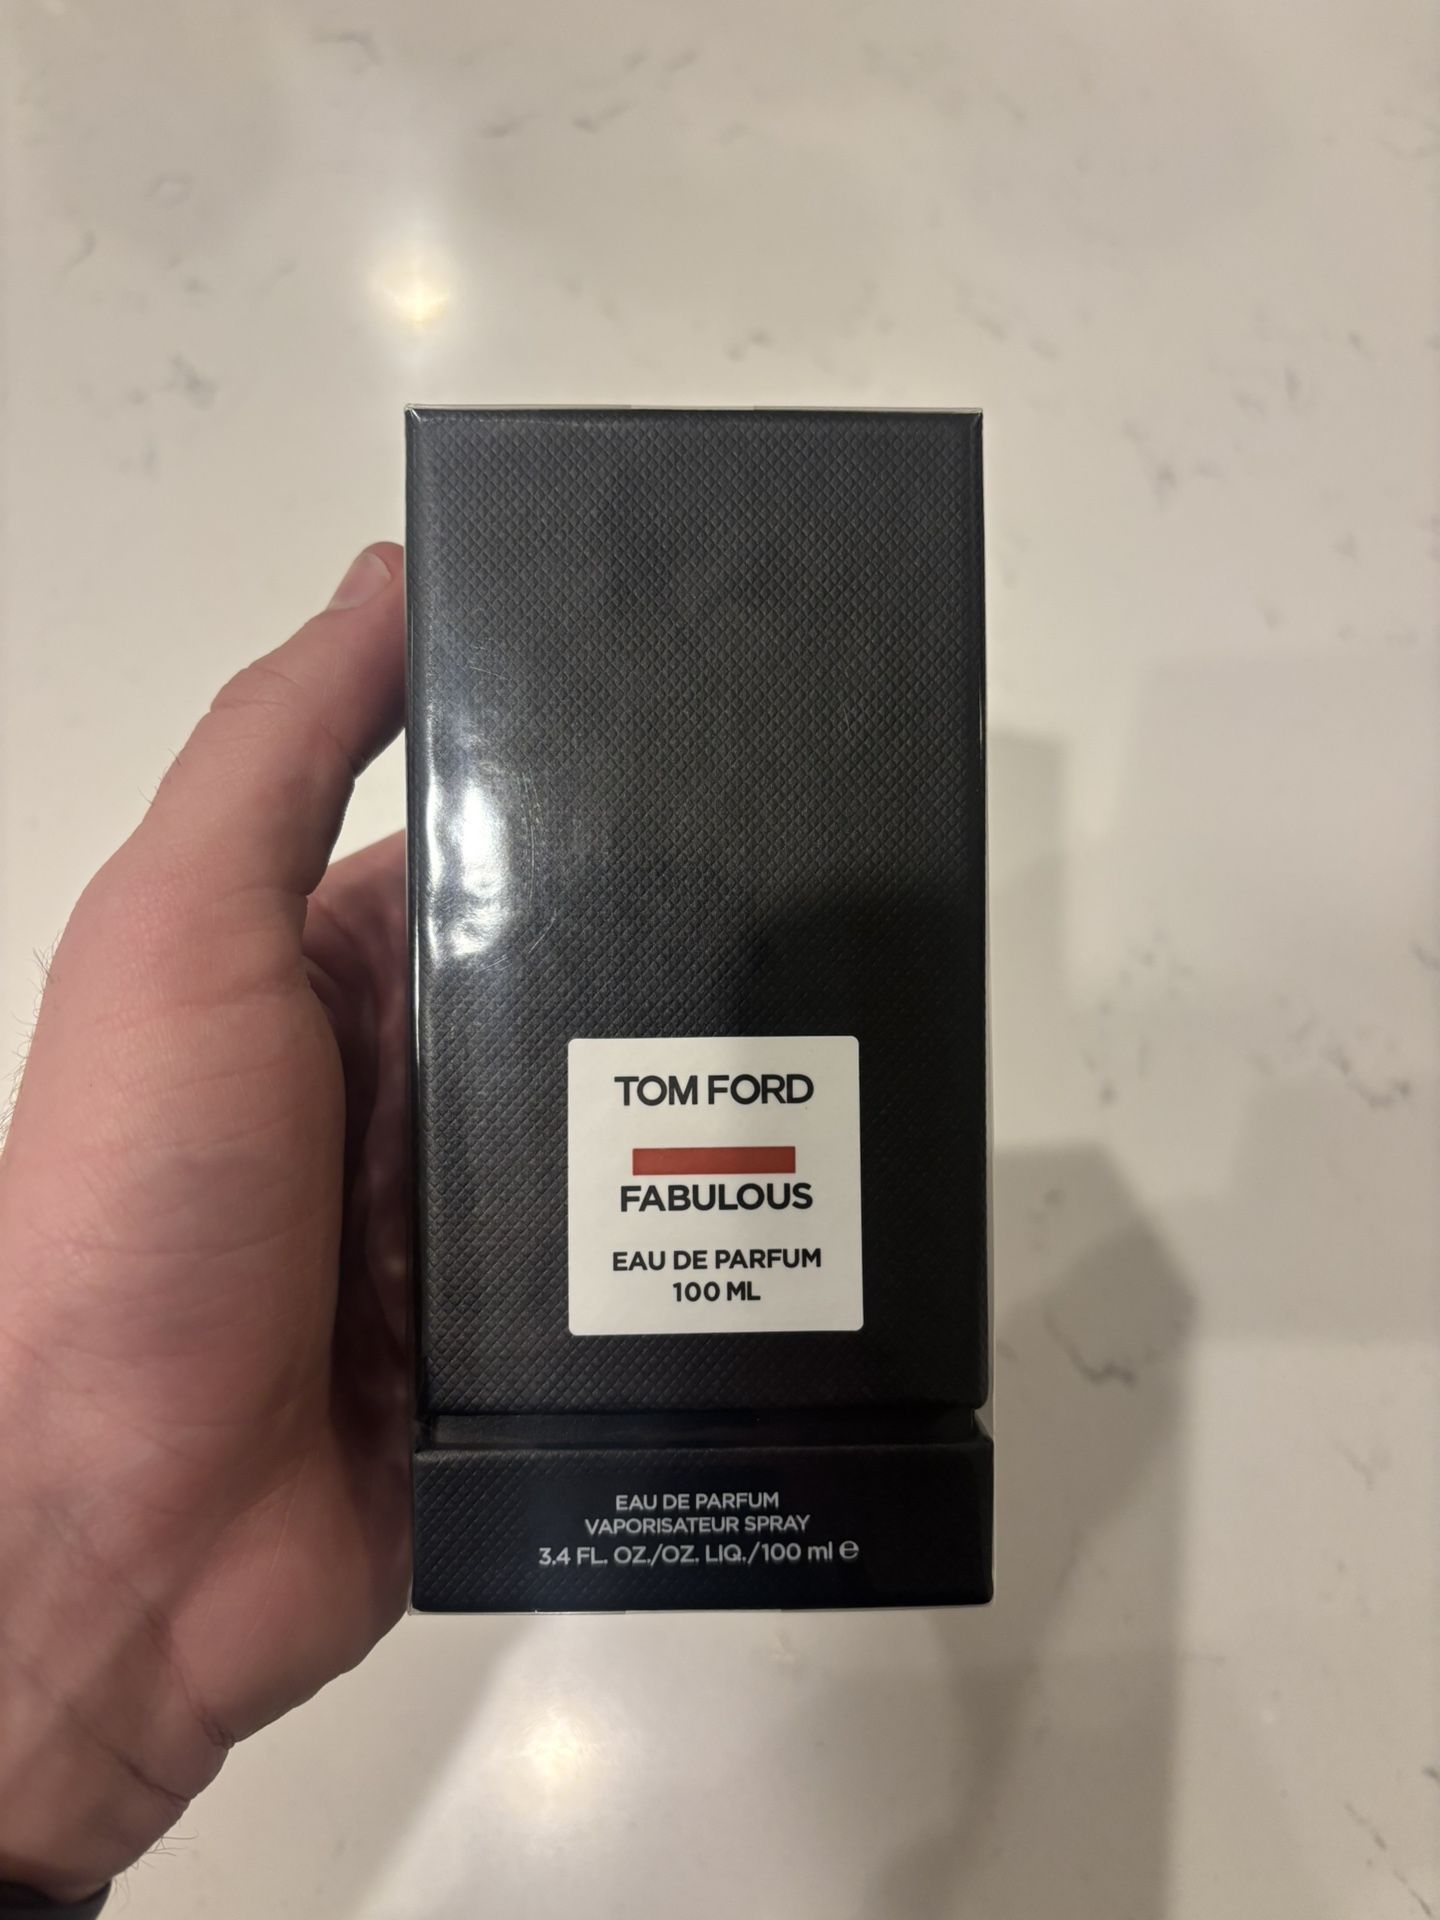 TOM FORD
FABULOUS
EAU DE PARFUM
100 ML
EAU DE PARFUM
VAPORISATEUR SPRAY
3.4 FL. OZ./OZ. LIQ./100 ml ℮